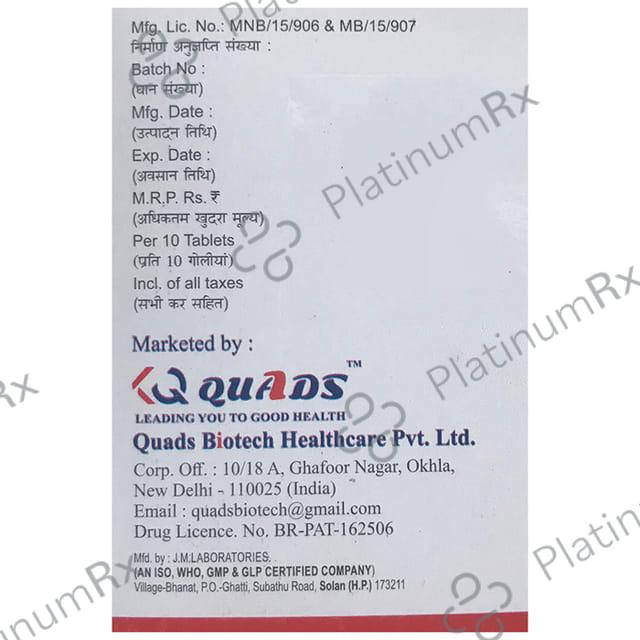 Mfg. Lic. No.: MNB/15/906 & MB/15/907
निर्माण अनुज्ञप्ति संख्या :
Batch No :
(घान संख्या)
Mfg. Date :
(उत्पादन तिथि)
Exp. Date :
(अवसान तिथि)
M.R.P. Rs. ₹
(अधिकतम खुदरा मूल्य)
Per 10 Tablets
(प्रति 10 गोलीयां)
Incl. of all taxes
(सभी कर सहित)
Marketed by :
QUADS™
LEADING YOU TO GOOD HEALTH
Quads Biotech Healthcare Pvt. Ltd.
Corp. Off. : 10/18 A, Ghafoor Nagar, Okhla,
New Delhi - 110025 (India)
Email : quadsbiotech@gmail.com
Drug Licence. No. BR-PAT-162506
Mfd. by : J.M.LABORATORIES.
(AN ISO, WHO, GMP & GLP CERTIFIED COMPANY)
Village-Bhanat, P.O.-Ghatti, Subathu Road, Solan (H.P.) 173211
PlatinumRx
PlatinumRx
Rx
PlatinumRx
Platin
inumRx